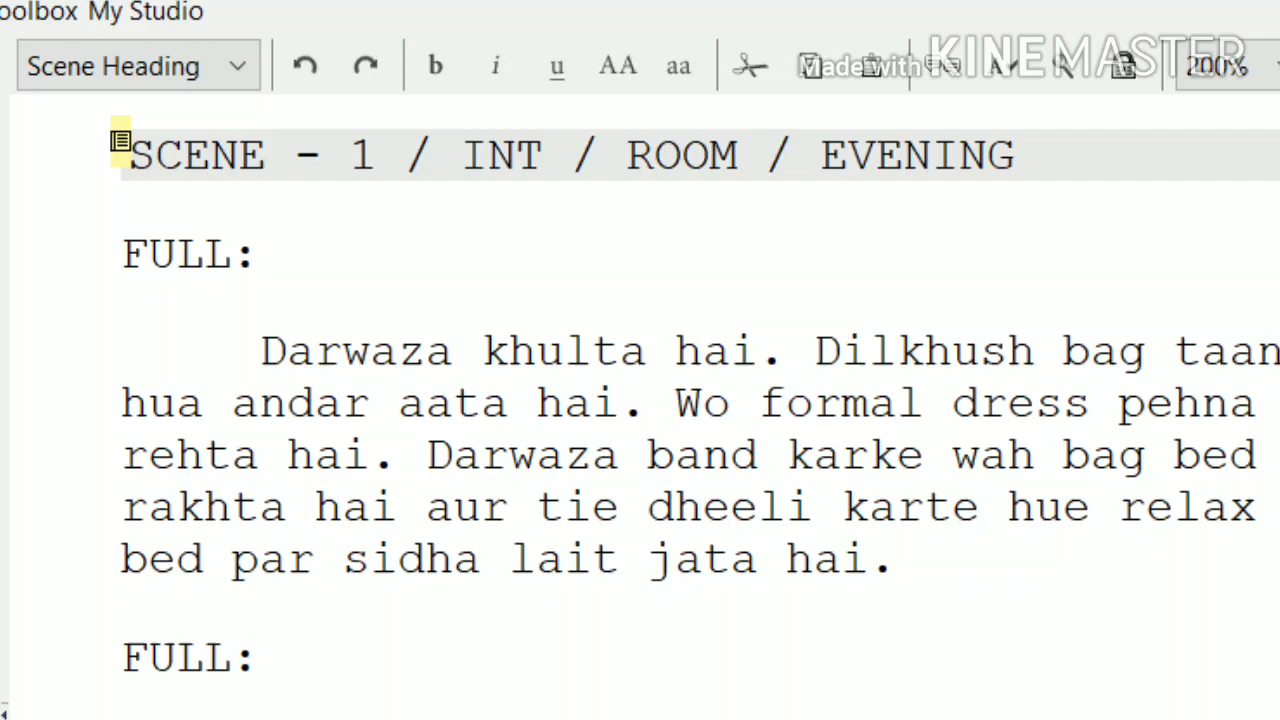 oolbox My Studio
Scene Heading b i u AA aa 200%
Made with KINEMASTER
SCENE - 1 / INT / ROOM / EVENING
FULL:
Darwaza khulta hai. Dilkhush bag taan
hua andar aata hai. Wo formal dress pehna
rehta hai. Darwaza band karke wah bag bed
rakhta hai aur tie dheeli karte hue relax
bed par sidha lait jata hai.
FULL: